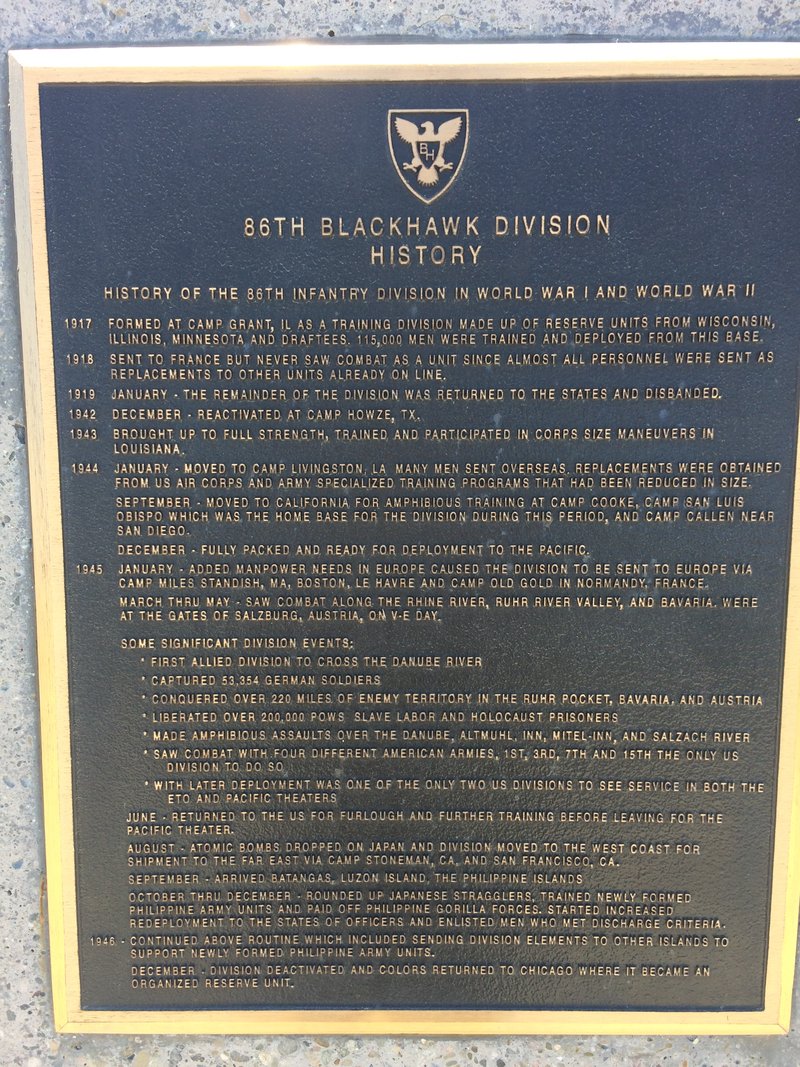 BH
86TH BLACKHAWK DIVISION
HISTORY
HISTORY OF THE 86TH INFANTRY DIVISION IN WORLD WAR I AND WORLD WAR II
1917 FORMED AT CAMP GRANT, IL AS A TRAINING DIVISION MADE UP OF RESERVE UNITS FROM WISCONSIN,
ILLINOIS, MINNESOTA AND DRAFTEES. 115,000 MEN WERE TRAINED AND DEPLOYED FROM THIS BASE.
1918 SENT TO FRANCE BUT NEVER SAW COMBAT AS A UNIT SINCE ALMOST ALL PERSONNEL WERE SENT AS
REPLACEMENTS TO OTHER UNITS ALREADY ON LINE.
1919 JANUARY - THE REMAINDER OF THE DIVISION WAS RETURNED TO THE STATES AND DISBANDED.
1942 DECEMBER - REACTIVATED AT CAMP HOWZE, TX.
1943 BROUGHT UP TO FULL STRENGTH, TRAINED AND PARTICIPATED IN CORPS SIZE MANEUVERS IN
LOUISIANA.
1944 JANUARY - MOVED TO CAMP LIVINGSTON, LA. MANY MEN SENT OVERSEAS. REPLACEMENTS WERE OBTAINED
FROM US AIR CORPS AND ARMY SPECIALIZED TRAINING PROGRAMS THAT HAD BEEN REDUCED IN SIZE.
SEPTEMBER - MOVED TO CALIFORNIA FOR AMPHIBIOUS TRAINING AT CAMP COOKE, CAMP SAN LUIS
OBISPO WHICH WAS THE HOME BASE FOR THE DIVISION DURING THIS PERIOD, AND CAMP CALLEN NEAR
SAN DIEGO.
DECEMBER - FULLY PACKED AND READY FOR DEPLOYMENT TO THE PACIFIC.
1945 JANUARY - ADDED MANPOWER NEEDS IN EUROPE CAUSED THE DIVISION TO BE SENT TO EUROPE VIA
CAMP MILES STANDISH, MA, BOSTON, LE HAVRE AND CAMP OLD GOLD IN NORMANDY, FRANCE.
MARCH THRU MAY - SAW COMBAT ALONG THE RHINE RIVER, RUHR RIVER VALLEY, AND BAVARIA. WERE
AT THE GATES OF SALZBURG, AUSTRIA, ON V-E DAY.
SOME SIGNIFICANT DIVISION EVENTS:
* FIRST ALLIED DIVISION TO CROSS THE DANUBE RIVER
* CAPTURED 53,354 GERMAN SOLDIERS
* CONQUERED OVER 220 MILES OF ENEMY TERRITORY IN THE RUHR POCKET, BAVARIA, AND AUSTRIA
* LIBERATED OVER 200,000 POWS SLAVE LABOR AND HOLOCAUST PRISONERS
* MADE AMPHIBIOUS ASSAULTS OVER THE DANUBE, ALTMUHL, INN, MITEL-INN, AND SALZACH RIVER
* SAW COMBAT WITH FOUR DIFFERENT AMERICAN ARMIES, 1ST, 3RD, 7TH AND 15TH THE ONLY US
DIVISION TO DO SO
* WITH LATER DEPLOYMENT WAS ONE OF THE ONLY TWO US DIVISIONS TO SEE SERVICE IN BOTH THE
ETO AND PACIFIC THEATERS
JUNE - RETURNED TO THE US FOR FURLOUGH AND FURTHER TRAINING BEFORE LEAVING FOR THE
PACIFIC THEATER.
AUGUST - ATOMIC BOMBS DROPPED ON JAPAN AND DIVISION MOVED TO THE WEST COAST FOR
SHIPMENT TO THE FAR EAST VIA CAMP STONEMAN, CA, AND SAN FRANCISCO, CA.
SEPTEMBER - ARRIVED BATANGAS, LUZON ISLAND, THE PHILIPPINE ISLANDS
OCTOBER THRU DECEMBER - ROUNDED UP JAPANESE STRAGGLERS, TRAINED NEWLY FORMED
PHILIPPINE ARMY UNITS AND PAID OFF PHILIPPINE GORILLA FORCES. STARTED INCREASED
REDEPLOYMENT TO THE STATES OF OFFICERS AND ENLISTED MEN WHO MET DISCHARGE CRITERIA.
1946 - CONTINUED ABOVE ROUTINE WHICH INCLUDED SENDING DIVISION ELEMENTS TO OTHER ISLANDS TO
SUPPORT NEWLY FORMED PHILIPPINE ARMY UNITS.
DECEMBER - DIVISION DEACTIVATED AND COLORS RETURNED TO CHICAGO WHERE IT BECAME AN
ORGANIZED RESERVE UNIT.